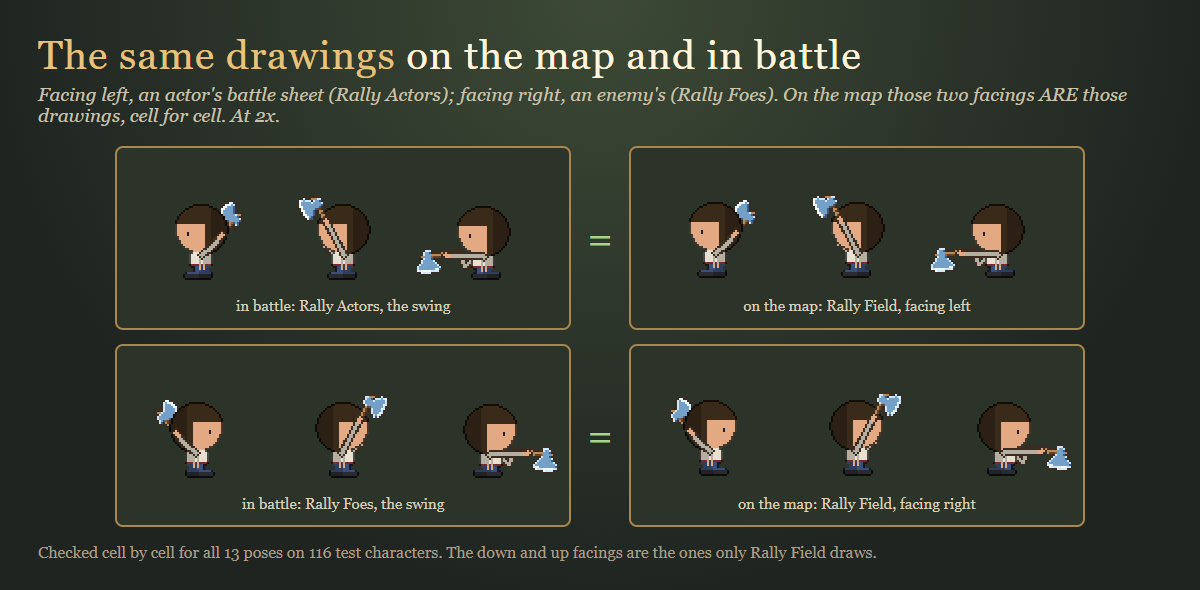 The same drawings on the map and in battle
Facing left, an actor's battle sheet (Rally Actors); facing right, an enemy's (Rally Foes). On the map those two facings ARE those
drawings, cell for cell. At 2x.
=
in battle: Rally Actors, the swing
on the map: Rally Field, facing left
=
in battle: Rally Foes, the swing
on the map: Rally Field, facing right
Checked cell by cell for all 13 poses on 116 test characters. The down and up facings are the ones only Rally Field draws.